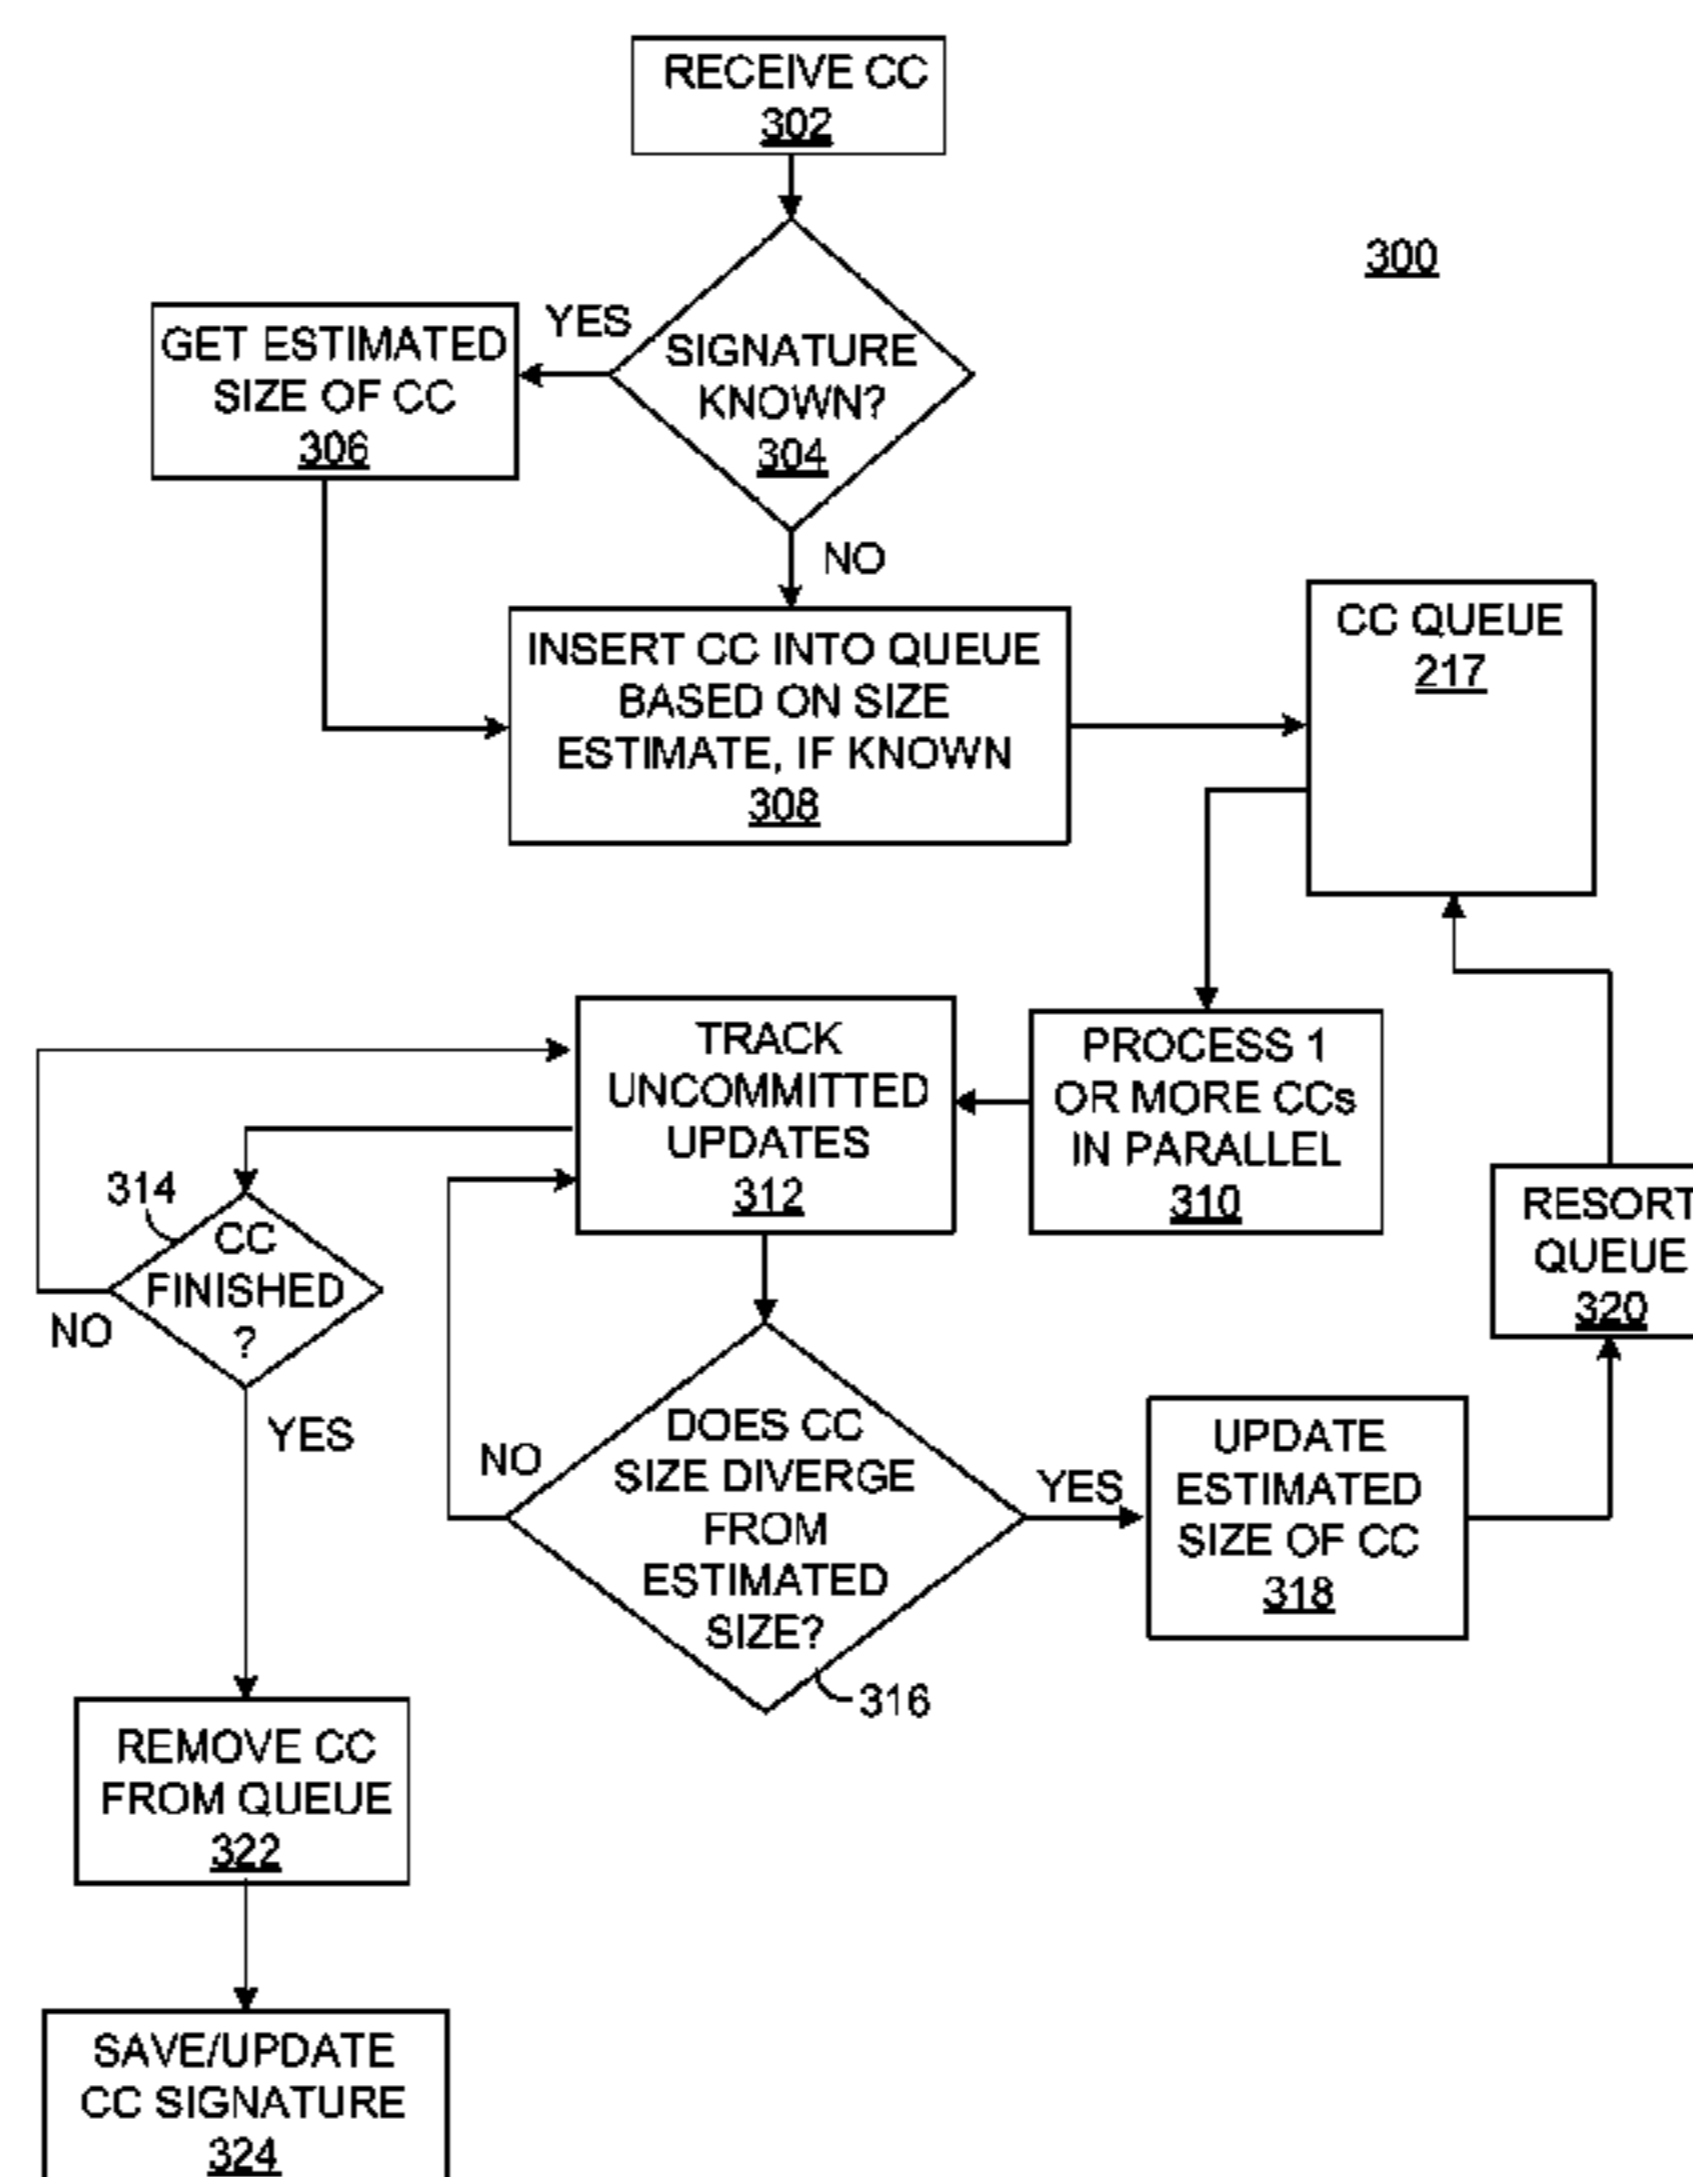 RECEIVE CC
302
300
YES
GET ESTIMATED
SIZE OF CC
306
SIGNATURE
KNOWN?
304
NO
INSERT CC INTO QUEUE
BASED ON SIZE
ESTIMATE, IF KNOWN
308
CC QUEUE
217
TRACK
UNCOMMITTED
UPDATES
312
PROCESS 1
OR MORE CCs
IN PARALLEL
310
RESORT
QUEUE
320
314
CC
FINISHED
?
NO
YES
NO
DOES CC
SIZE DIVERGE
FROM
ESTIMATED
SIZE?
316
YES
UPDATE
ESTIMATED
SIZE OF CC
318
REMOVE CC
FROM QUEUE
322
SAVE/UPDATE
CC SIGNATURE
324